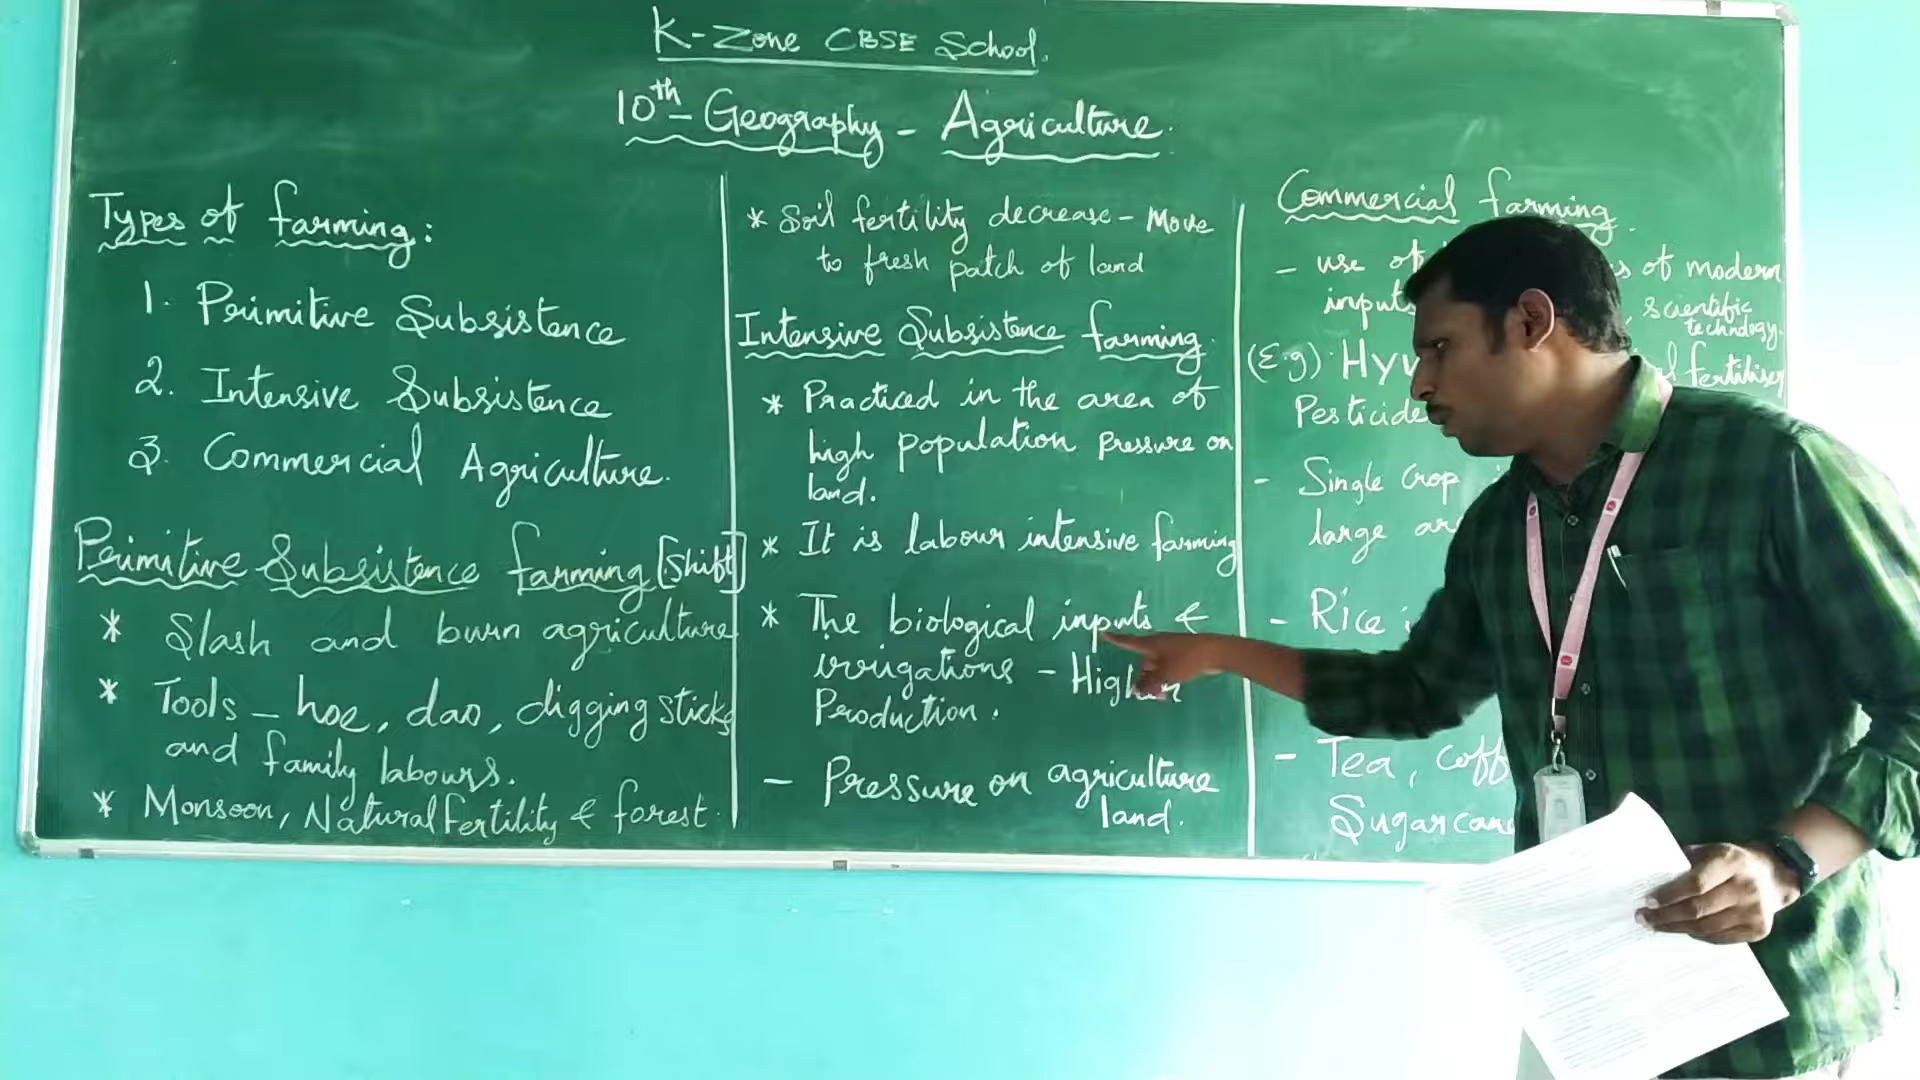 K-Zone CBSE School.
10th - Geography - Agriculture.
Types of farming:
1. Primitive Subsistence
2. Intensive Subsistence
3. Commercial Agriculture.
Primitive Subsistence farming [Shift]
* Slash and burn agriculture
* Tools - hoe, dao, digging sticks
and family labours.
* Monsoon, Natural Fertility & forest.
* Soil fertility decrease - Move
to fresh patch of land
Intensive Subsistence farming
* Practiced in the area of
high population pressure on
land.
* It is labour intensive farming
* The biological inputs &
irrigations - Higher
Production.
- Pressure on agriculture
land.
Commercial farming.
- use of of modern
inputs , scientific
technology.
(E.g) HYV fertiliser
Pesticide
- Single crop
large
- Rice
- Tea,
Sugarcane